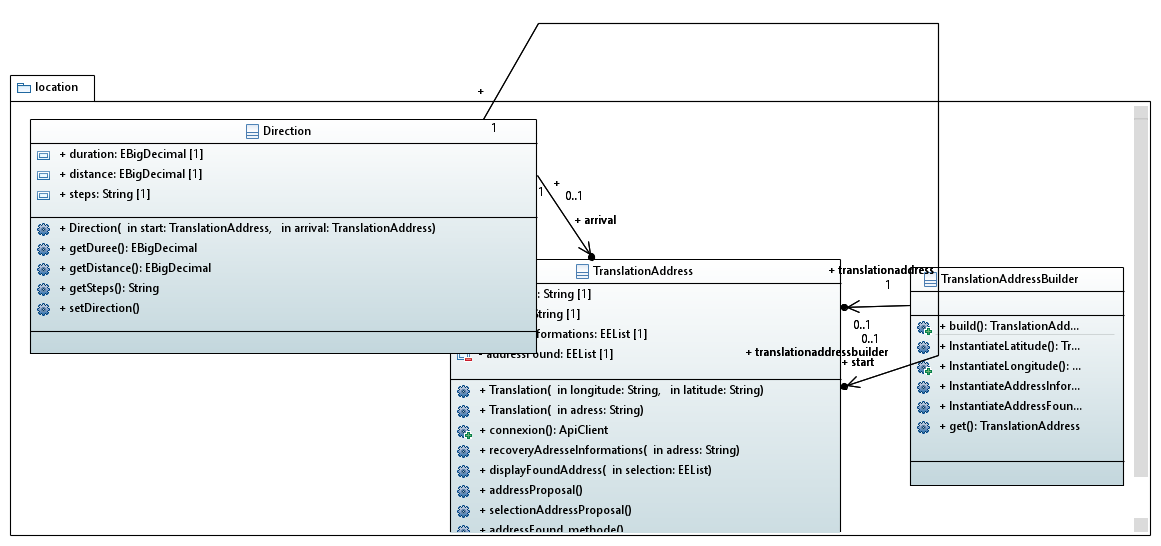 location
+
Direction
1
+ duration: EBigDecimal [1]
+ distance: EBigDecimal [1]
+ steps: String [1]
+ Direction( in start: TranslationAddress, in arrival: TranslationAddress)
+ getDuree(): EBigDecimal
+ getDistance(): EBigDecimal
+ getSteps(): String
+ setDirection()
1
+
0..1
+ arrival
TranslationAddress
: String [1]
String [1]
formations: EEList [1]
+ addressFound: EEList [1]
+ Translation( in longitude: String, in latitude: String)
+ Translation( in adress: String)
+ connexion(): ApiClient
+ recoveryAdresseInformations( in adress: String)
+ displayFoundAddress( in selection: EEList)
+ addressProposal()
+ selectionAddressProposal()
+ addressFound_methode()
+ translationaddress
1
0..1
0..1
+ translationaddressbuilder
+ start
TranslationAddressBuilder
+ build(): TranslationAdd...
+ InstantiateLatitude(): Tr...
+ InstantiateLongitude(): ...
+ InstantiateAddressInfor...
+ InstantiateAddressFoun...
+ get(): TranslationAddress